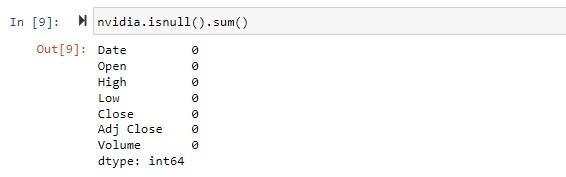 In [9]: nvidia.isnull().sum()
Out[9]: Date 0
Open 0
High 0
Low 0
Close 0
Adj Close 0
Volume 0
dtype: int64